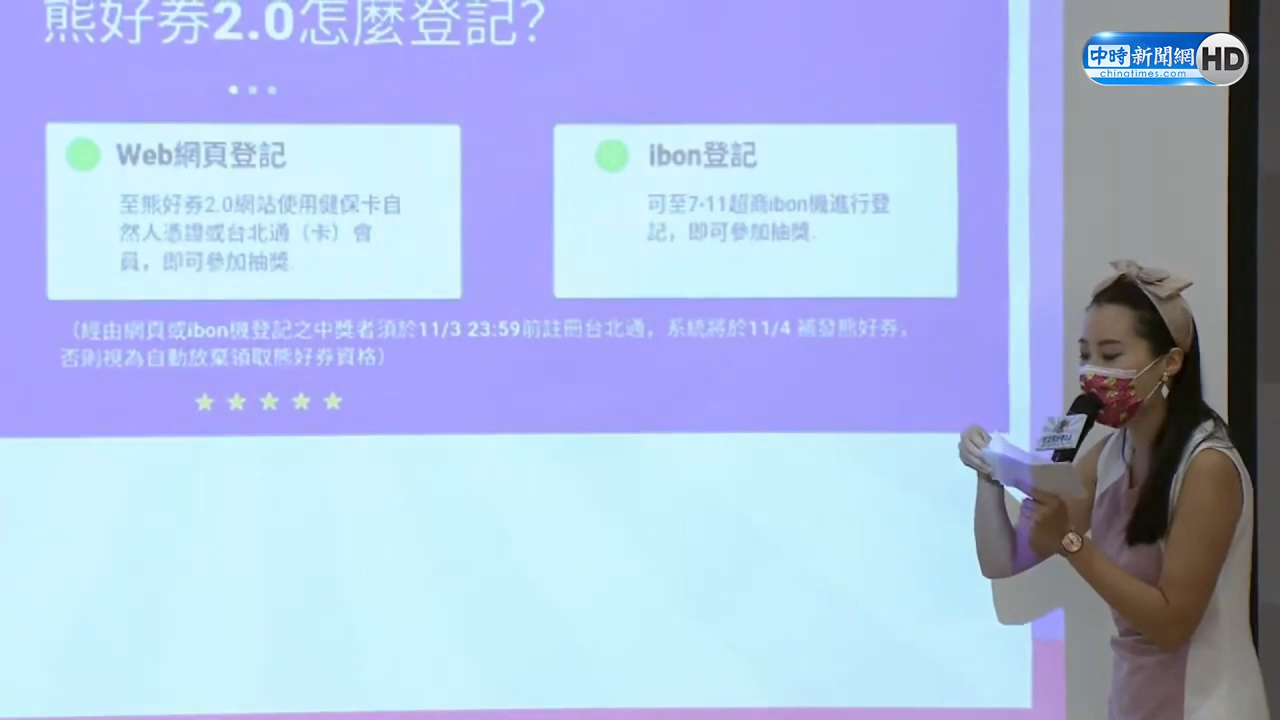 熊好券2.0怎麼登記?
Web網頁登記
至熊好券2.0網站使用健保卡自
然人憑證或台北通（卡）會
員，即可參加抽獎.
ibon登記
可至7-11超商ibon機進行登
記，即可參加抽獎.
（經由網頁或ibon機登記之中獎者須於11/3 23:59前註冊台北通，系統將於11/4 補發熊好券，
否則視為自動放棄領取熊好券資格）
中時新聞網HD
chinatimes.com